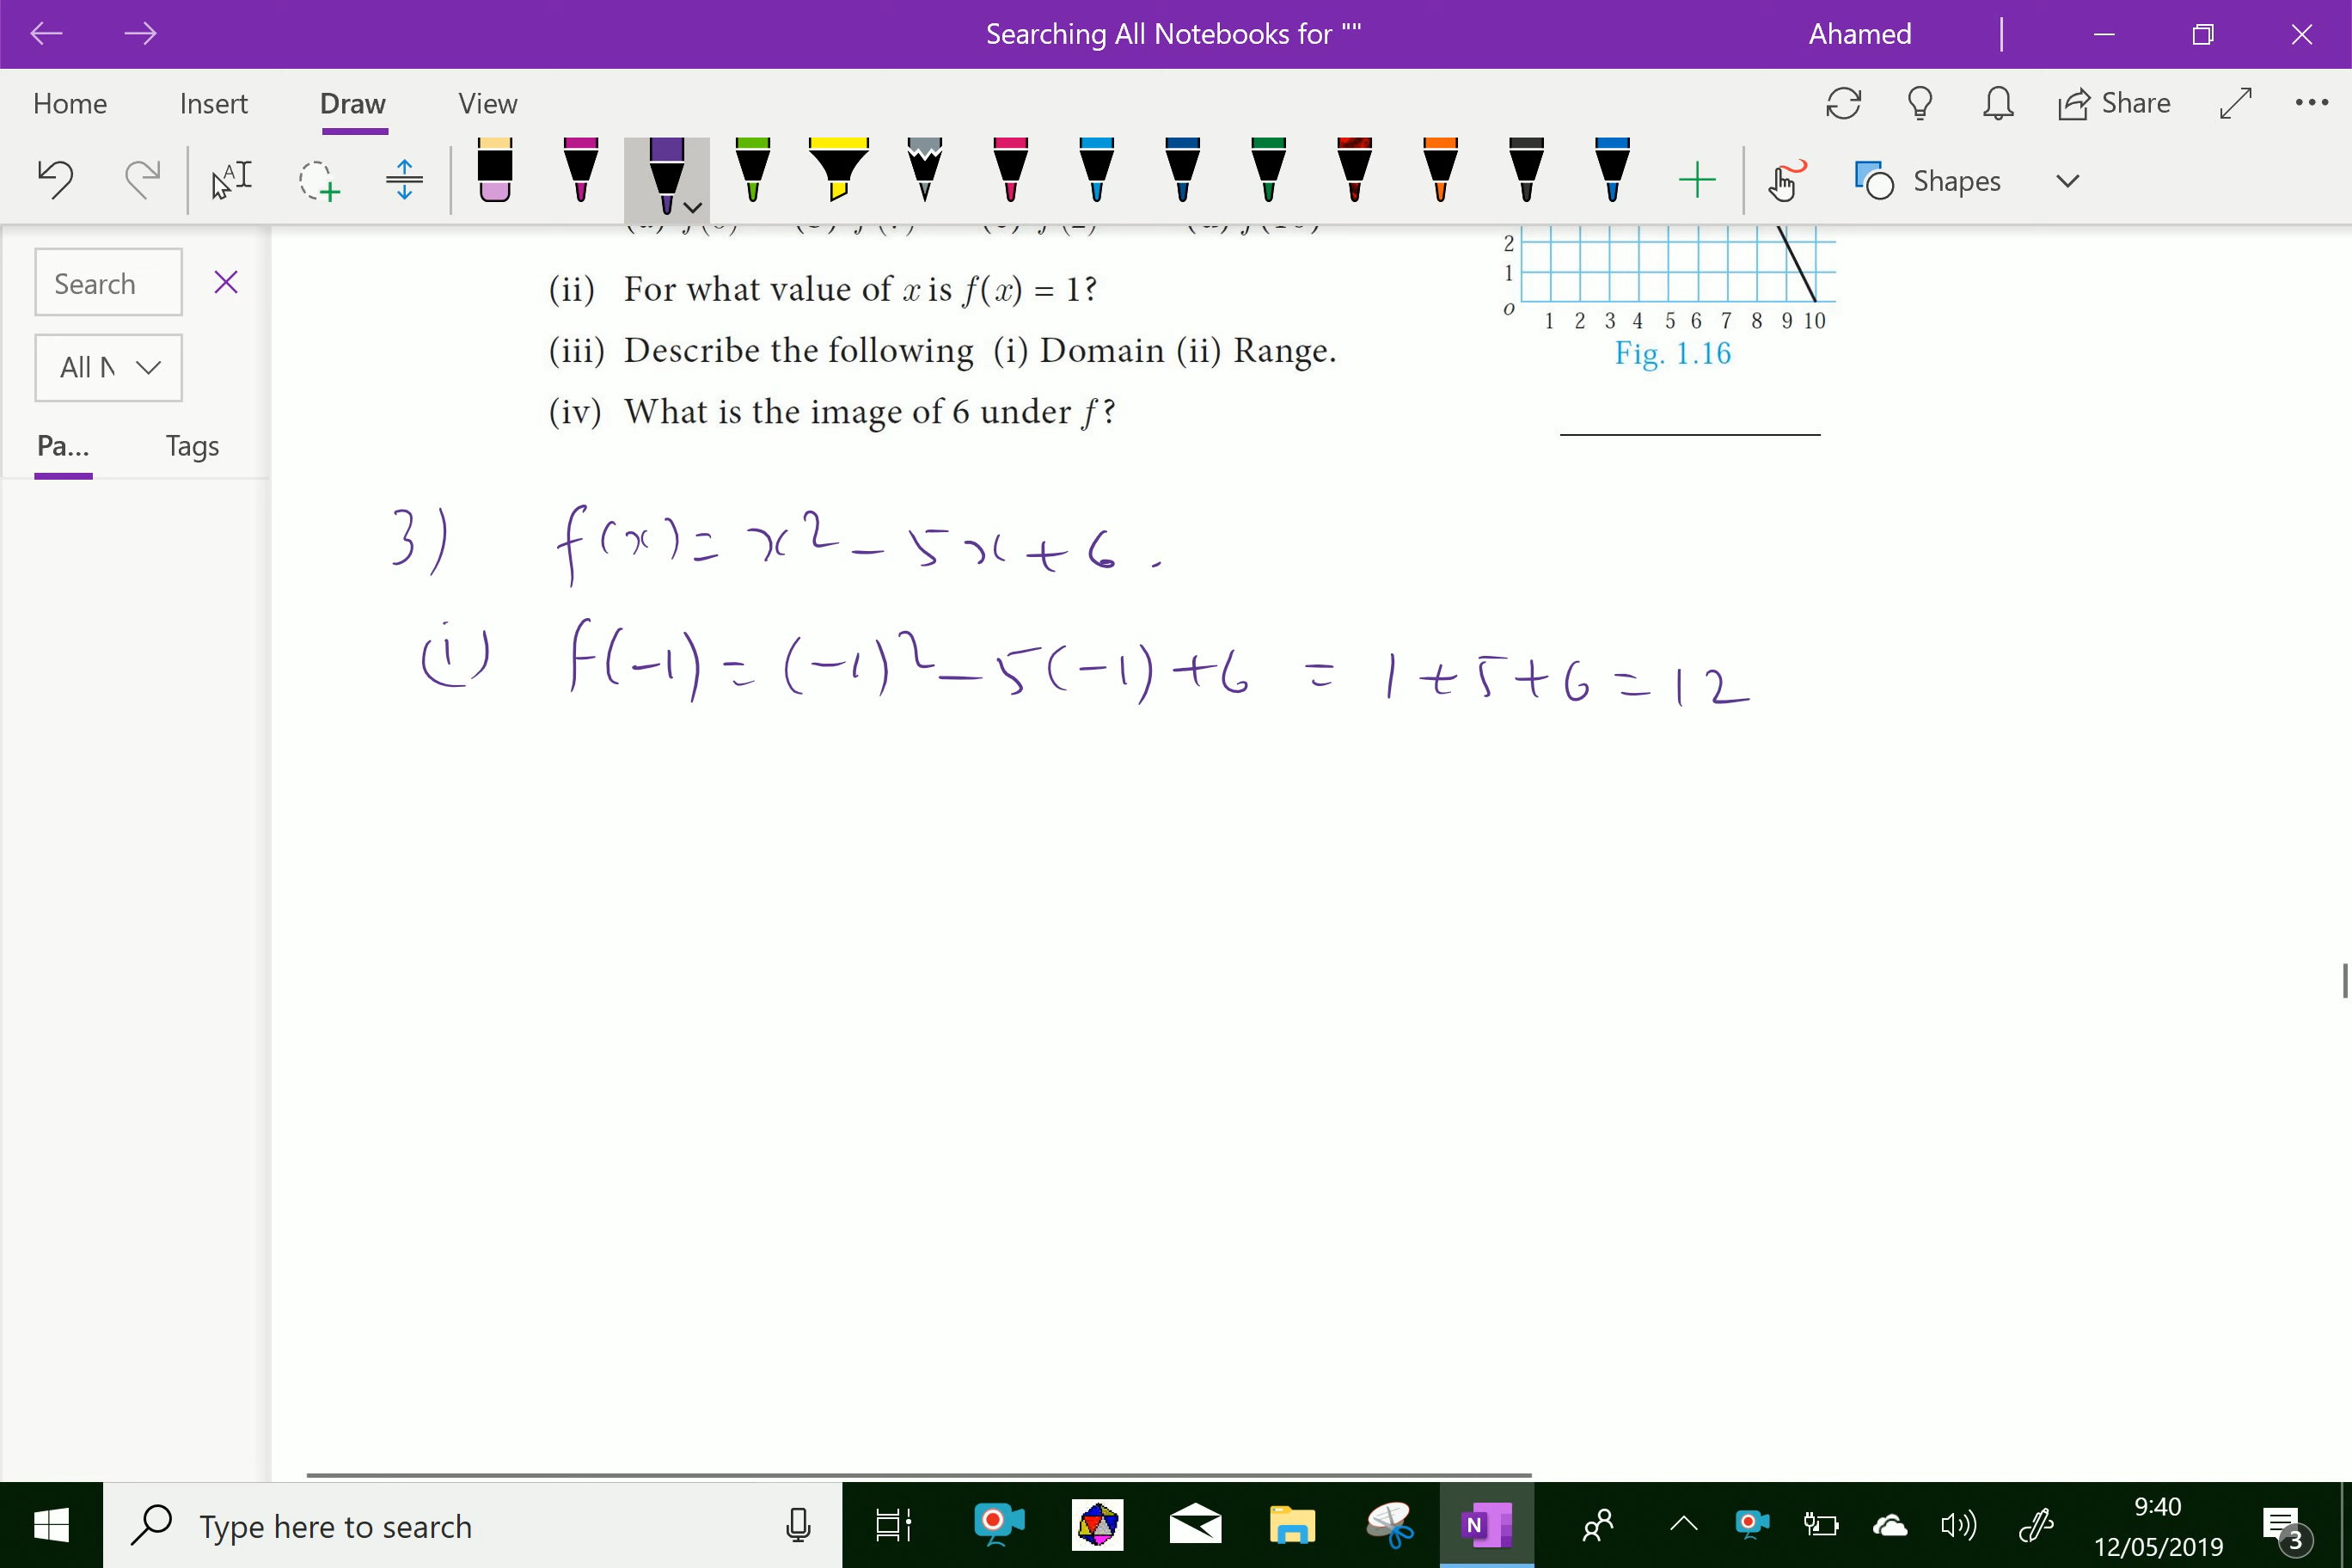 Searching All Notebooks for ""
Ahamed
Home Insert Draw View
Share
Shapes
Search
All N
Pa... Tags
(ii) For what value of x is f(x) = 1?
(iii) Describe the following (i) Domain (ii) Range.
(iv) What is the image of 6 under f?
2
1
o
1 2 3 4 5 6 7 8 9 10
Fig. 1.16
3) f(x) = x² - 5x + 6 .
(i) f(-1) = (-1)² - 5(-1) + 6 = 1 + 5 + 6 = 12
Type here to search
N
9:40
12/05/2019
3